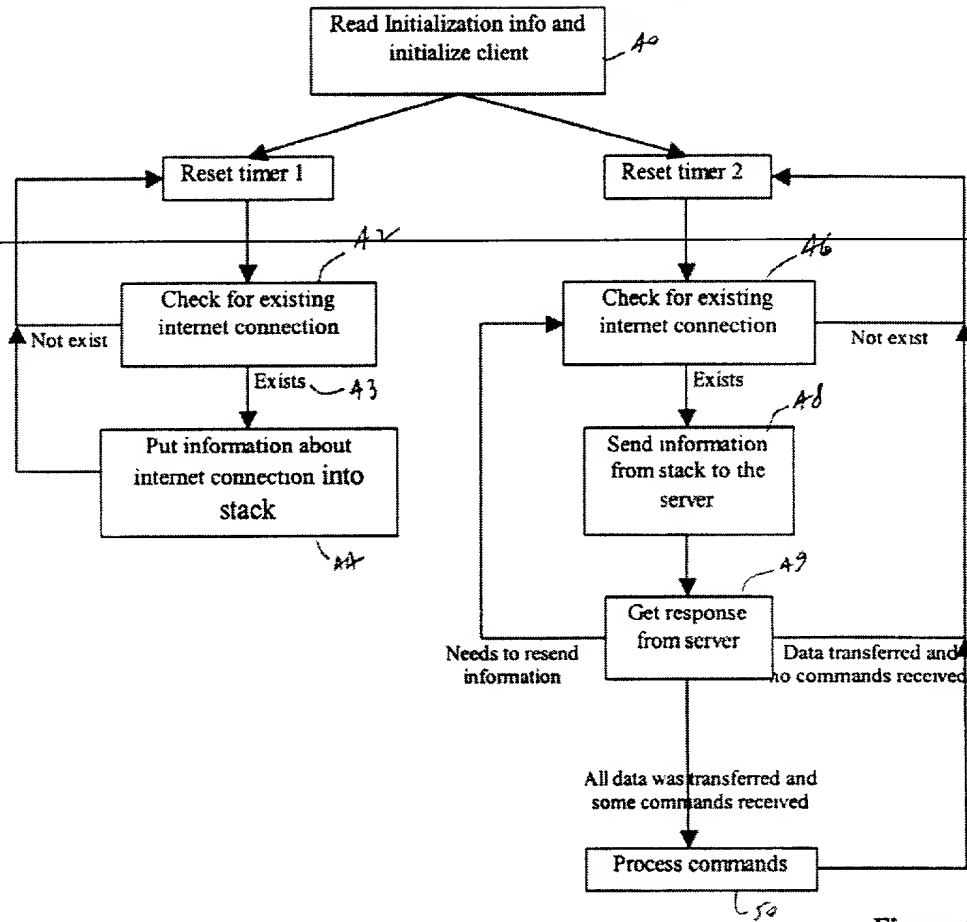 Read Initialization info and
initialize client
40
Reset timer 1
Reset timer 2
42
46
Check for existing
internet connection
Check for existing
internet connection
Not exist
Not exist
Exists
43
Exists
48
Put information about
internet connection into
stack
Send information
from stack to the
server
44
49
Get response
from server
Needs to resend
information
Data transferred and
no commands received
All data was transferred and
some commands received
Process commands
50